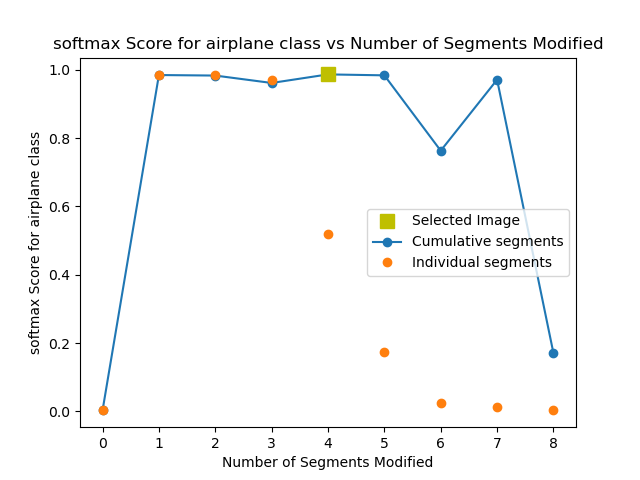 softmax Score for airplane class vs Number of Segments Modified
1.0
0.8
0.6
0.4
0.2
0.0
softmax Score for airplane class
Selected Image
Cumulative segments
Individual segments
0 1 2 3 4 5 6 7 8
Number of Segments Modified